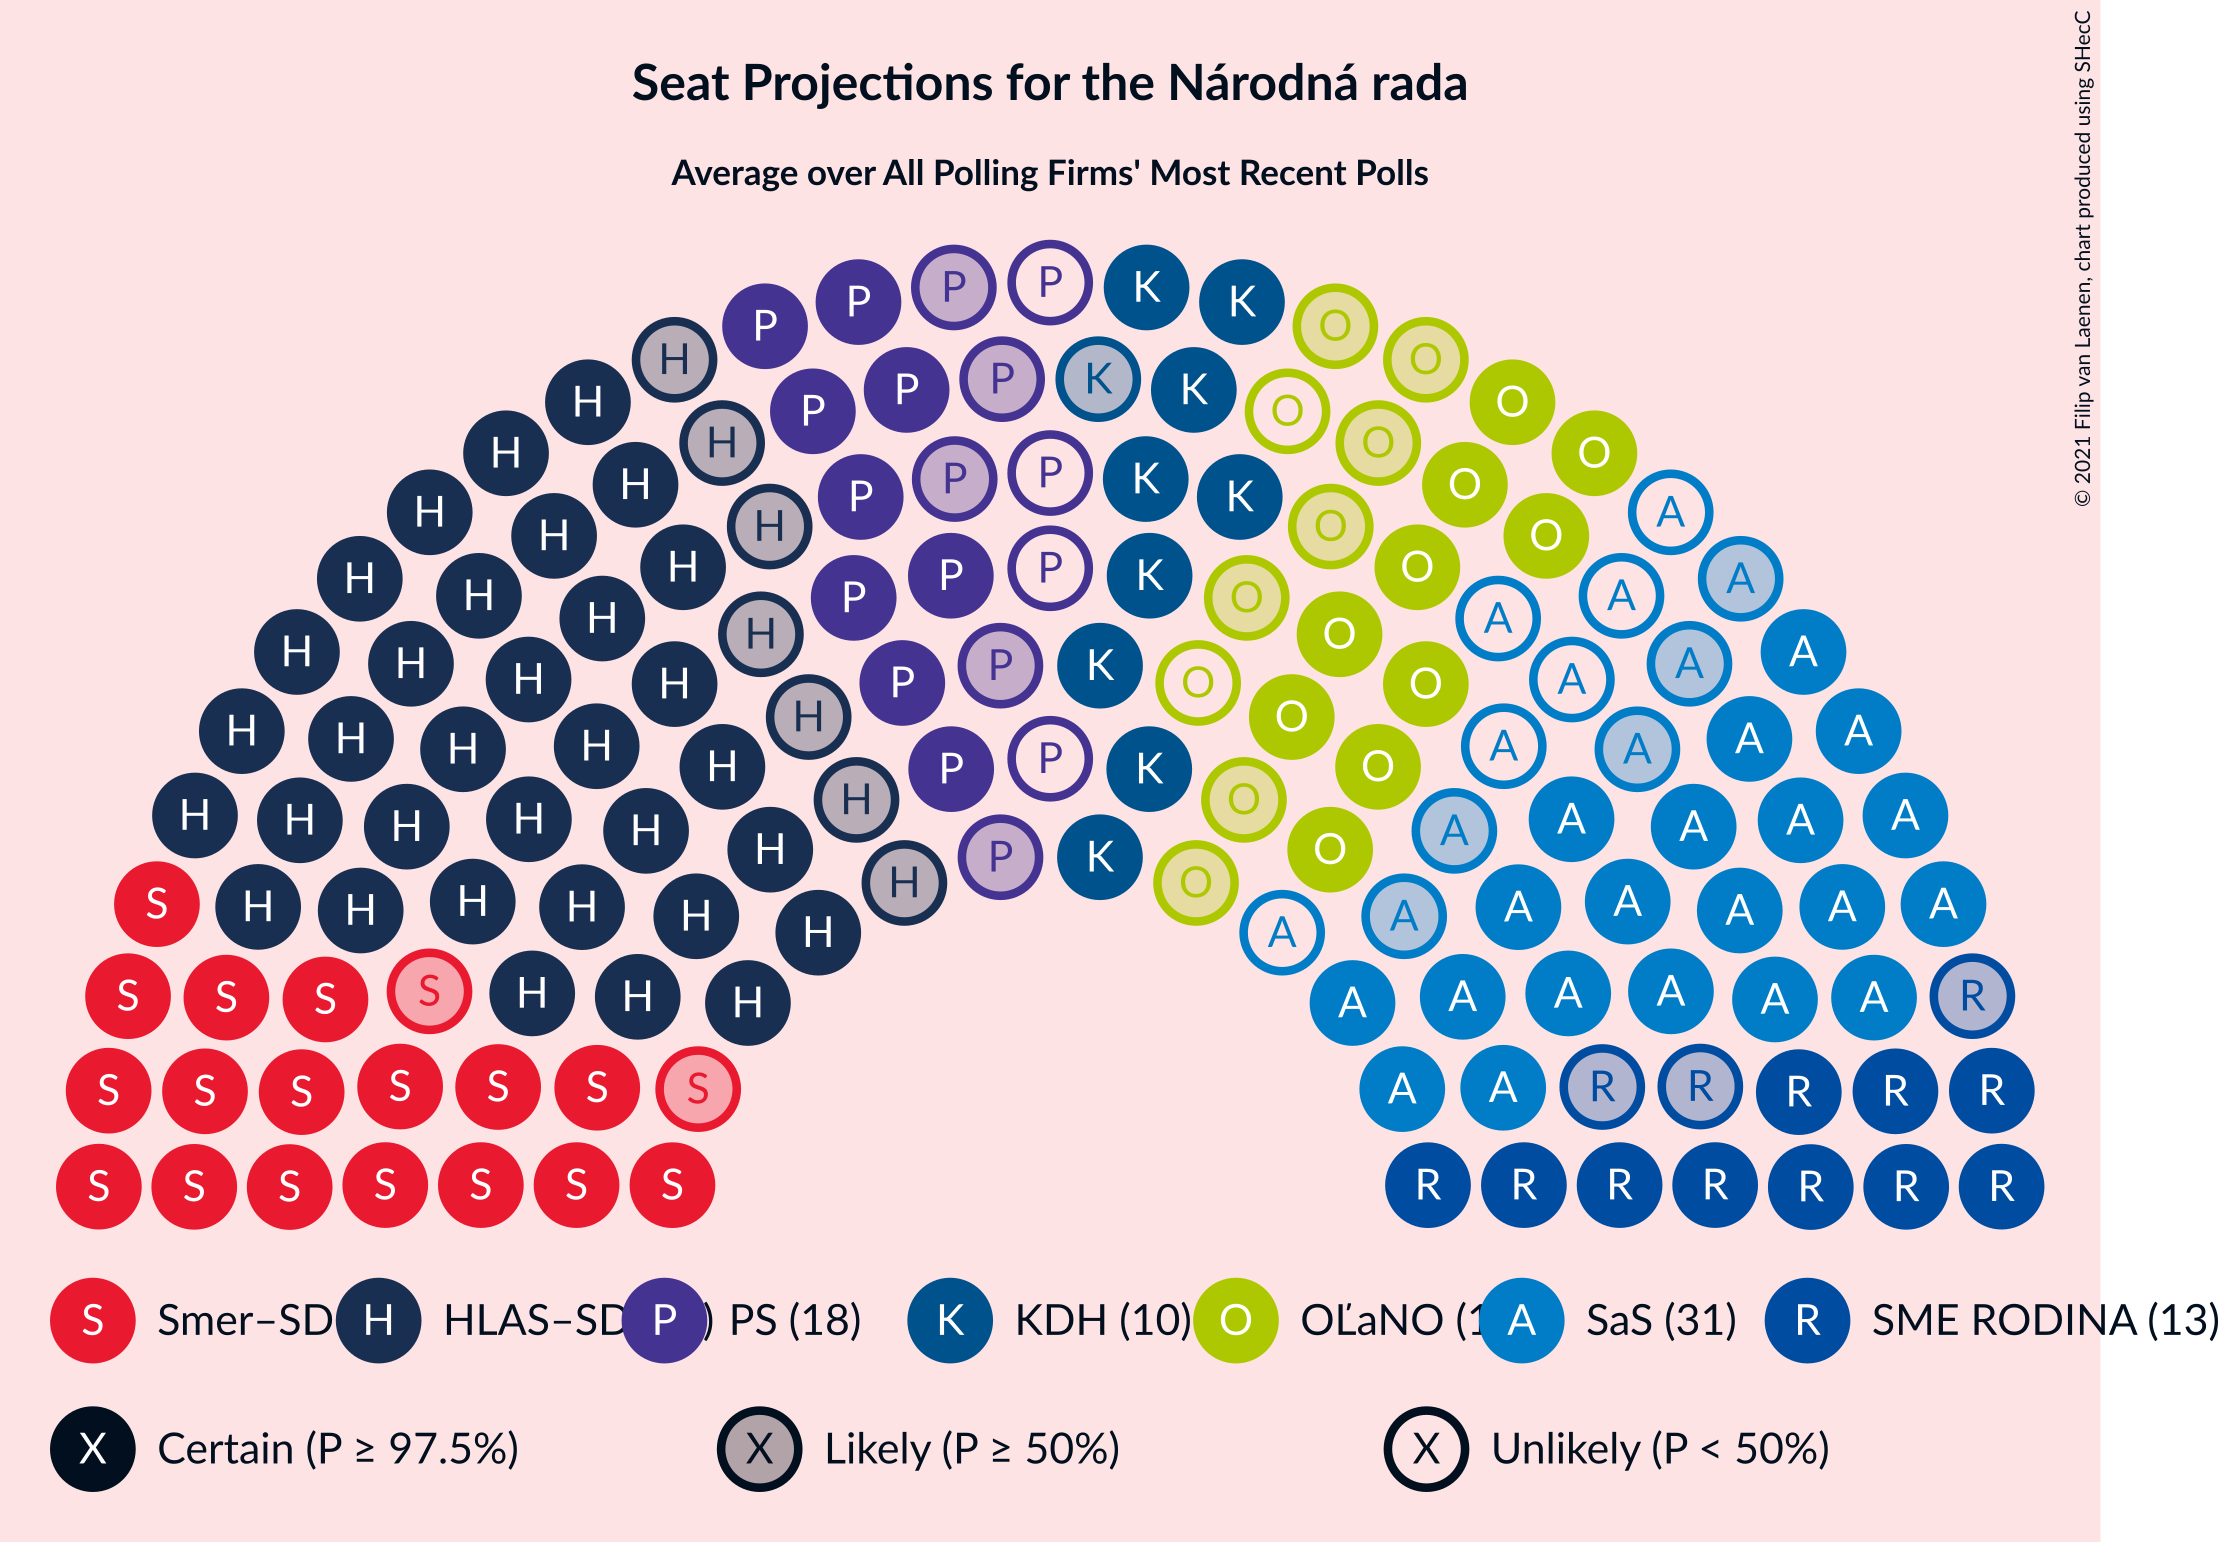 Seat Projections for the Národná rada
Average over All Polling Firms' Most Recent Polls
© 2021 Filip van Laenen, chart produced using SHecC
P P P P K K
H P P P K K O O O
H H P P P K K O O O O
H H H P P P K O O O O A
H H H H P P K O O O O A A A
H H H H H P P K O O O A A A A
H H H H H H P K O O A A A A A
H H H H H H H A A A A A A A
S H H H H H H H A A A A A A A
S S S S H H H A A A A A A R
S S S S S S S A A R R R R R
S S S S S S S R R R R R R R
S Smer–SD H HLAS–SD P ) PS (18) K KDH (10) O OĽaNO (1 A SaS (31) R SME RODINA (13)
X Certain (P ≥ 97.5%) X Likely (P ≥ 50%) X Unlikely (P < 50%)